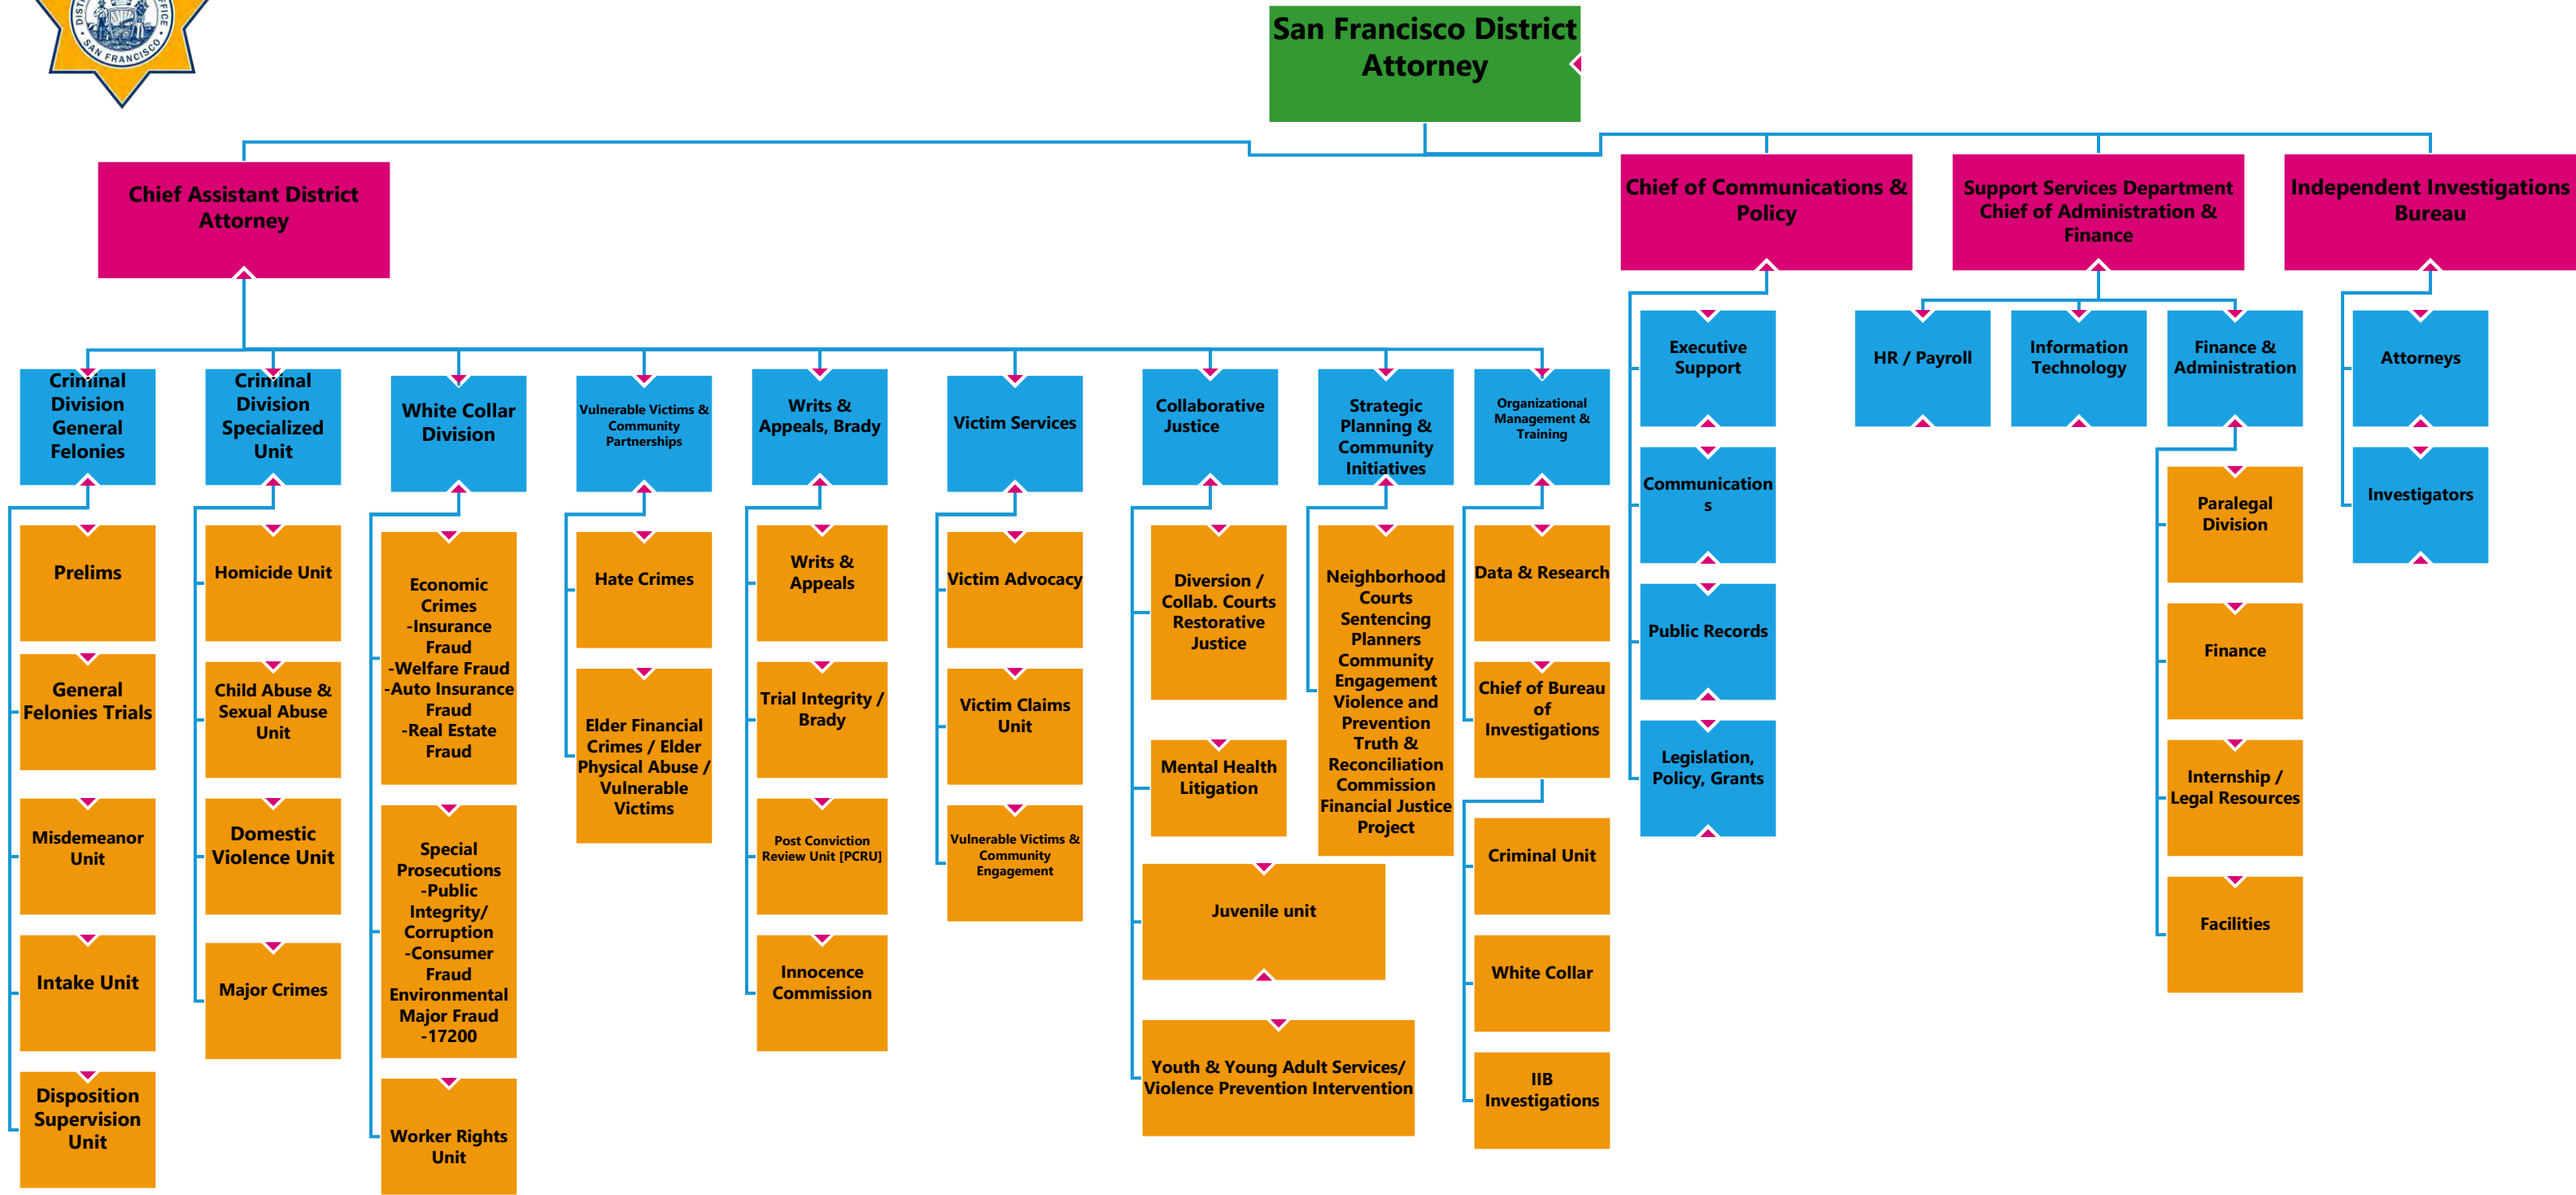 DIST
OFFICE
SAN FRANCISCO
San Francisco District
Attorney
Chief Assistant District
Attorney
Chief of Communications &
Policy
Support Services Department
Chief of Administration &
Finance
Independent Investigations
Bureau
Criminal
Division
General
Felonies
Prelims
General
Felonies Trials
Misdemeanor
Unit
Intake Unit
Disposition
Supervision
Unit
Criminal
Division
Specialized
Unit
Homicide Unit
Child Abuse &
Sexual Abuse
Unit
Domestic
Violence Unit
Major Crimes
White Collar
Division
Economic
Crimes
-Insurance
Fraud
-Welfare Fraud
-Auto Insurance
Fraud
-Real Estate
Fraud
Special
Prosecutions
-Public
Integrity/
Corruption
-Consumer
Fraud
Environmental
Major Fraud
-17200
Worker Rights
Unit
Vulnerable Victims &
Community
Partnerships
Hate Crimes
Elder Financial
Crimes / Elder
Physical Abuse /
Vulnerable
Victims
Writs &
Appeals, Brady
Writs &
Appeals
Trial Integrity /
Brady
Post Conviction
Review Unit [PCRU]
Innocence
Commission
Victim Services
Victim Advocacy
Victim Claims
Unit
Vulnerable Victims &
Community
Engagement
Collaborative
Justice
Diversion /
Collab. Courts
Restorative
Justice
Mental Health
Litigation
Juvenile unit
Youth & Young Adult Services/
Violence Prevention Intervention
Strategic
Planning &
Community
Initiatives
Neighborhood
Courts
Sentencing
Planners
Community
Engagement
Violence and
Prevention
Truth &
Reconciliation
Commission
Financial Justice
Project
Organizational
Management &
Training
Data & Research
Chief of Bureau
of
Investigations
Criminal Unit
White Collar
IIB
Investigations
Executive
Support
Communication
s
Public Records
Legislation,
Policy, Grants
HR / Payroll
Information
Technology
Finance &
Administration
Paralegal
Division
Finance
Internship /
Legal Resources
Facilities
Attorneys
Investigators